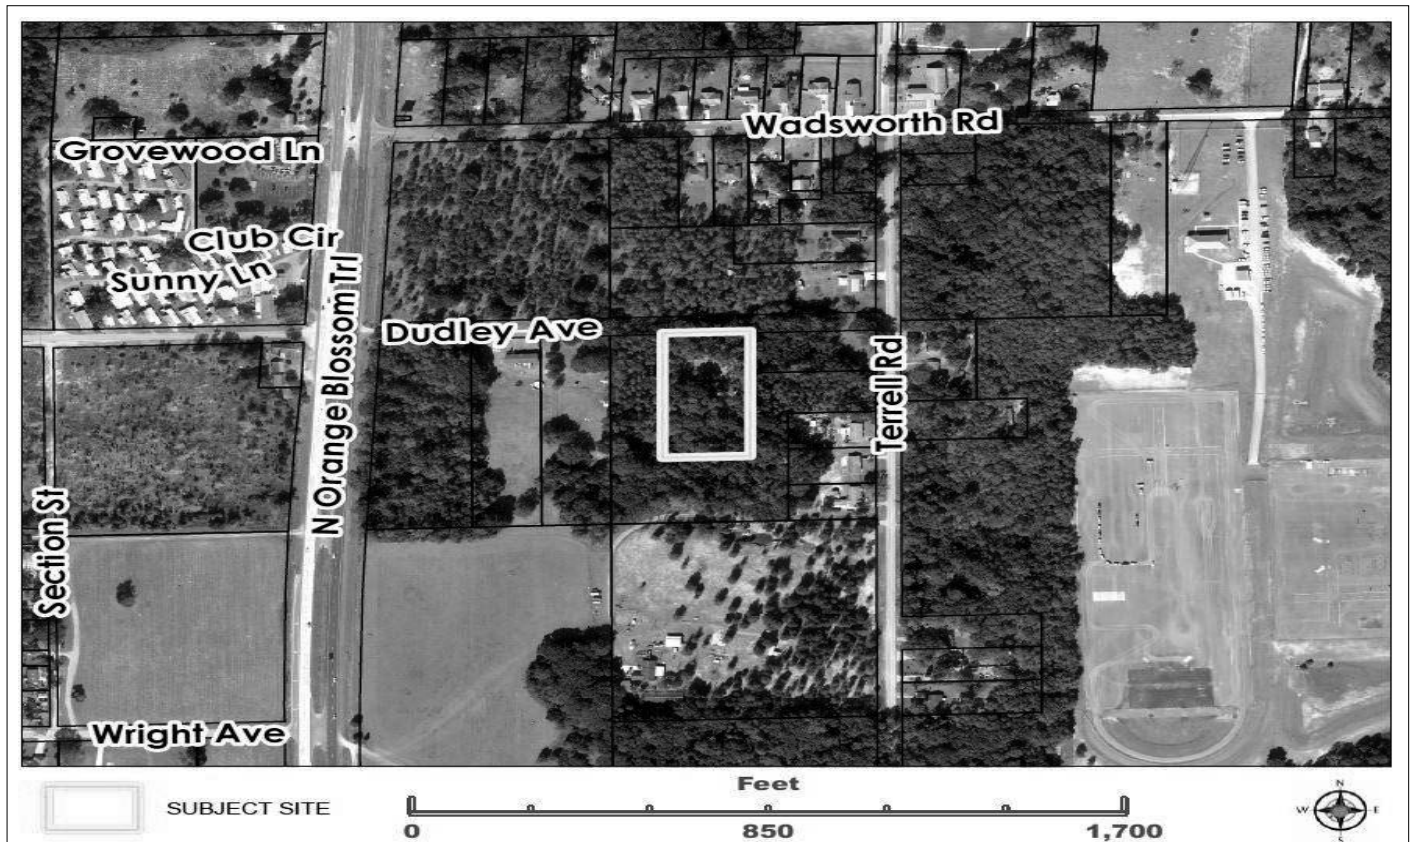 Wadsworth Rd
Grovewood Ln
Club Cir
Sunny Ln
N Orange Blossom Trl
Dudley Ave
Terrell Rd
Section St
Wright Ave
SUBJECT SITE
Feet
0 850 1,700
N
W E
S